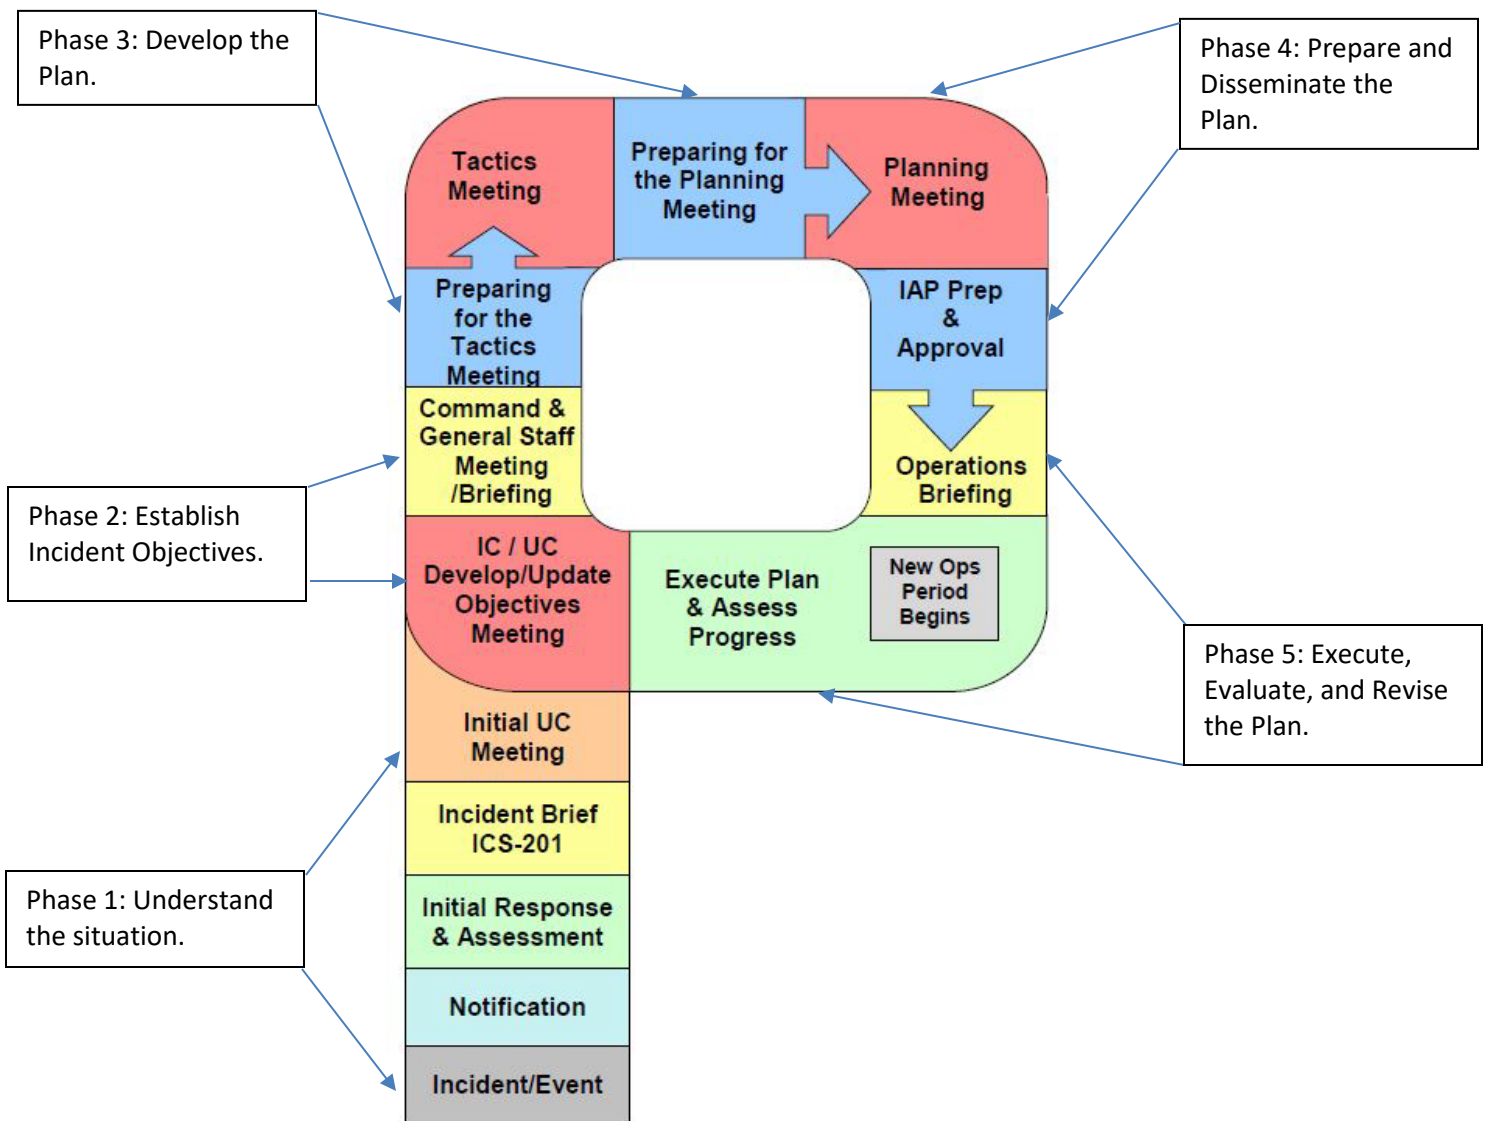 Phase 3: Develop the
Plan.
Phase 4: Prepare and
Disseminate the
Plan.
Tactics
Meeting
Preparing for
the Planning
Meeting
Planning
Meeting
Preparing
for the
Tactics
Meeting
IAP Prep
&
Approval
Command &
General Staff
Meeting
/Briefing
Operations
Briefing
Phase 2: Establish
Incident Objectives.
IC / UC
Develop/Update
Objectives
Meeting
Execute Plan
& Assess
Progress
New Ops
Period
Begins
Phase 5: Execute,
Evaluate, and Revise
the Plan.
Initial UC
Meeting
Incident Brief
ICS-201
Phase 1: Understand
the situation.
Initial Response
& Assessment
Notification
Incident/Event